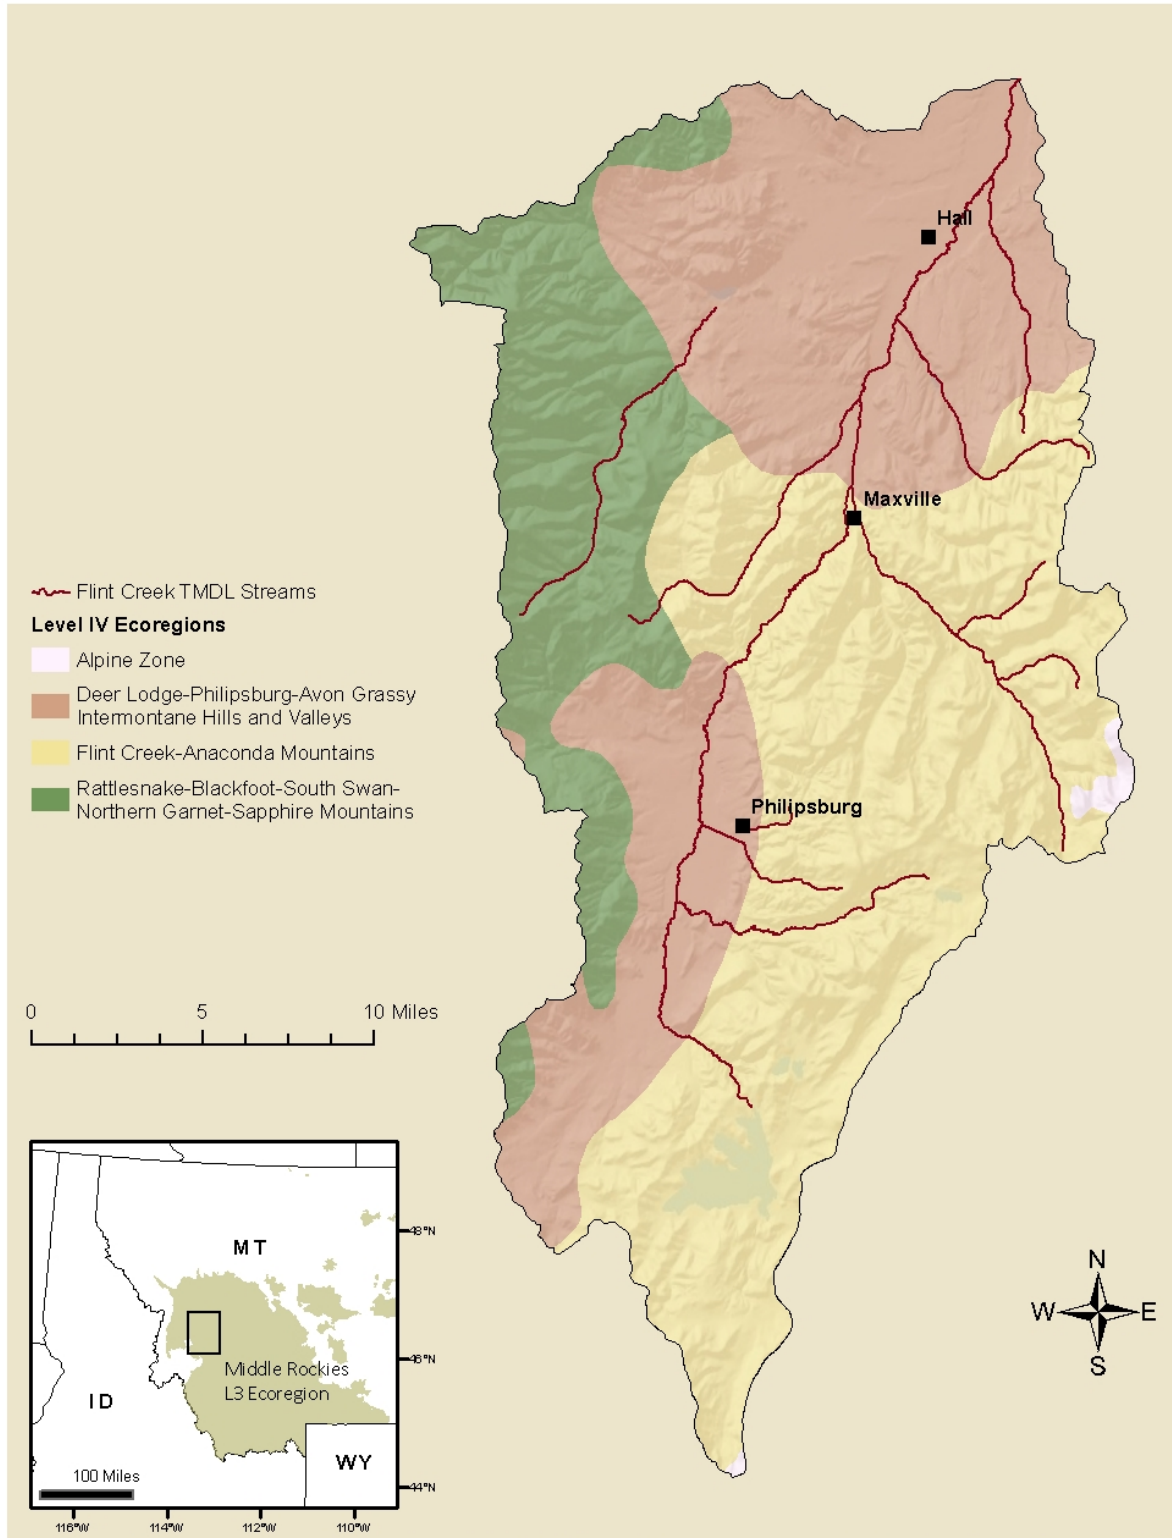 Hall
Maxville
Flint Creek TMDL Streams
Level IV Ecoregions
Alpine Zone
Deer Lodge-Philipsburg-Avon Grassy
Intermontane Hills and Valleys
Flint Creek-Anaconda Mountains
Rattlesnake-Blackfoot-South Swan-
Northern Garnet-Sapphire Mountains
Philipsburg
0 5 10 Miles
MT
48°N
46°N
44°N
Middle Rockies
L3 Ecoregion
ID
WY
100 Miles
116°W 114°W 112°W 110°W
N
W E
S